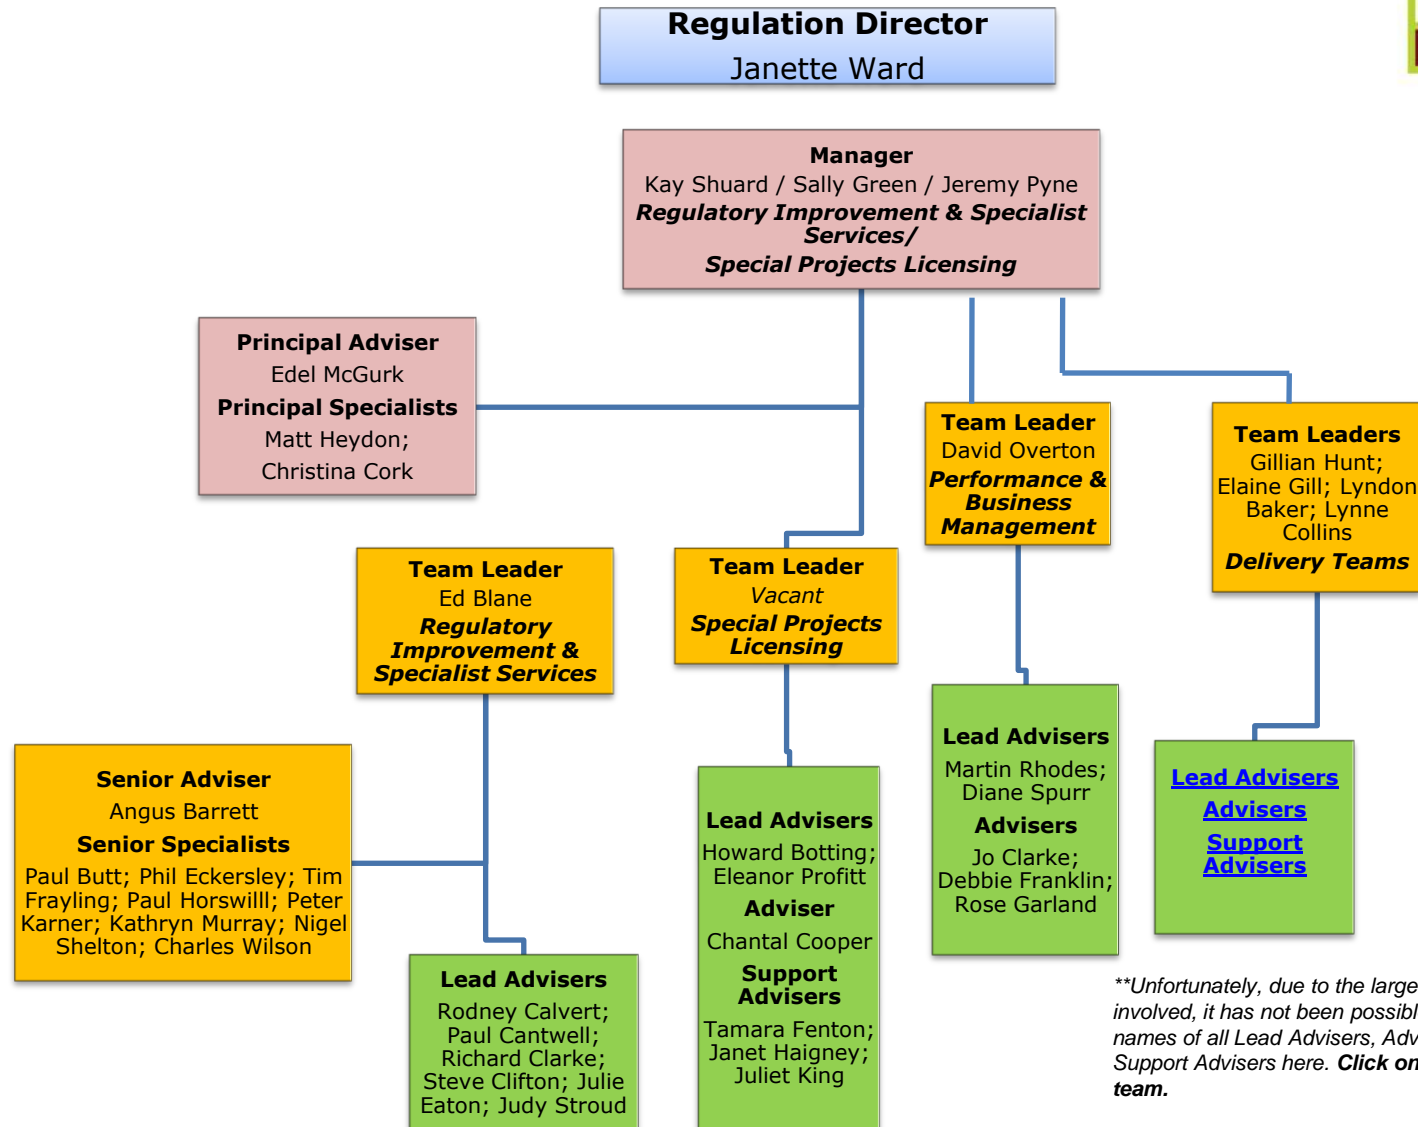 Regulation Director
Janette Ward
Manager
Kay Shuard / Sally Green / Jeremy Pyne
Regulatory Improvement & Specialist
Services/
Special Projects Licensing
Principal Adviser
Edel McGurk
Principal Specialists
Matt Heydon;
Christina Cork
Team Leader
David Overton
Performance &
Business
Management
Team Leaders
Gillian Hunt;
Elaine Gill; Lyndon
Baker; Lynne
Collins
Delivery Teams
Team Leader
Ed Blane
Regulatory
Improvement &
Specialist Services
Team Leader
Vacant
Special Projects
Licensing
Senior Adviser
Angus Barrett
Senior Specialists
Paul Butt; Phil Eckersley; Tim
Frayling; Paul Horswilll; Peter
Karner; Kathryn Murray; Nigel
Shelton; Charles Wilson
Lead Advisers
Rodney Calvert;
Paul Cantwell;
Richard Clarke;
Steve Clifton; Julie
Eaton; Judy Stroud
Lead Advisers
Howard Botting;
Eleanor Profitt
Adviser
Chantal Cooper
Support
Advisers
Tamara Fenton;
Janet Haigney;
Juliet King
Lead Advisers
Martin Rhodes;
Diane Spurr
Advisers
Jo Clarke;
Debbie Franklin;
Rose Garland
Lead Advisers
Advisers
Support
Advisers
**Unfortunately, due to the large
involved, it has not been possible
names of all Lead Advisers, Adv
Support Advisers here. Click on
team.